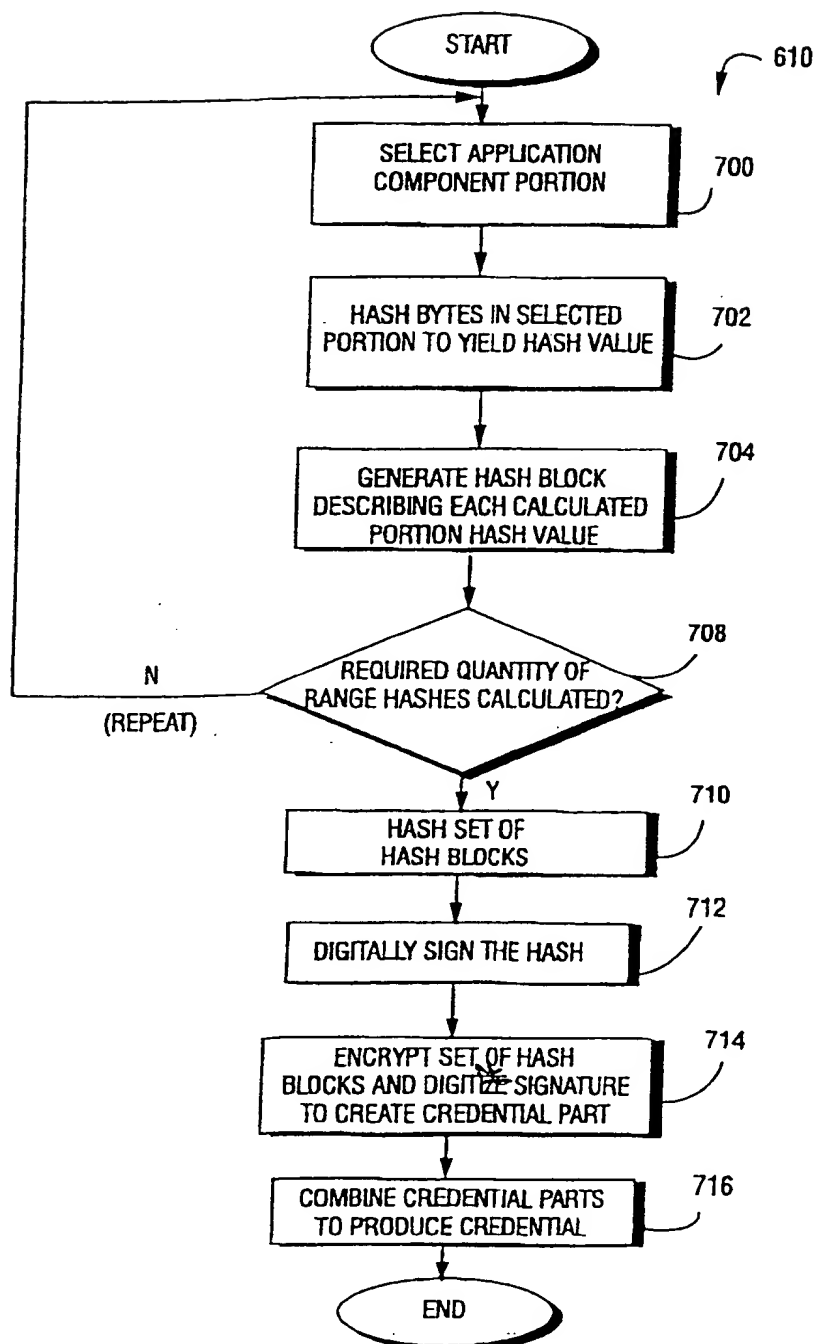 START
610
SELECT APPLICATION
COMPONENT PORTION
700
HASH BYTES IN SELECTED
PORTION TO YIELD HASH VALUE
702
GENERATE HASH BLOCK
DESCRIBING EACH CALCULATED
PORTION HASH VALUE
704
REQUIRED QUANTITY OF
RANGE HASHES CALCULATED?
708
N
(REPEAT)
Y
HASH SET OF
HASH BLOCKS
710
DIGITALLY SIGN THE HASH
712
ENCRYPT SET OF HASH
BLOCKS AND DIGITIZE SIGNATURE
TO CREATE CREDENTIAL PART
714
COMBINE CREDENTIAL PARTS
TO PRODUCE CREDENTIAL
716
END